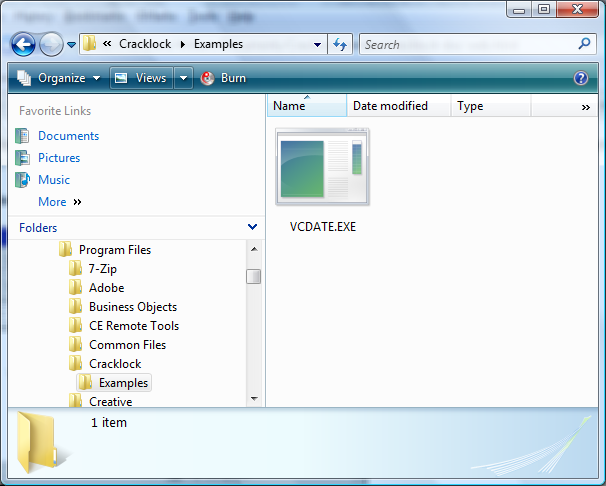 « Cracklock ▸ Examples
Search
Organize
Views
Burn
Favorite Links
Documents
Pictures
Music
More »
Folders
Program Files
7-Zip
Adobe
Business Objects
CE Remote Tools
Common Files
Cracklock
Examples
Creative
Name
Date modified
Type
»
VCDATE.EXE
1 item